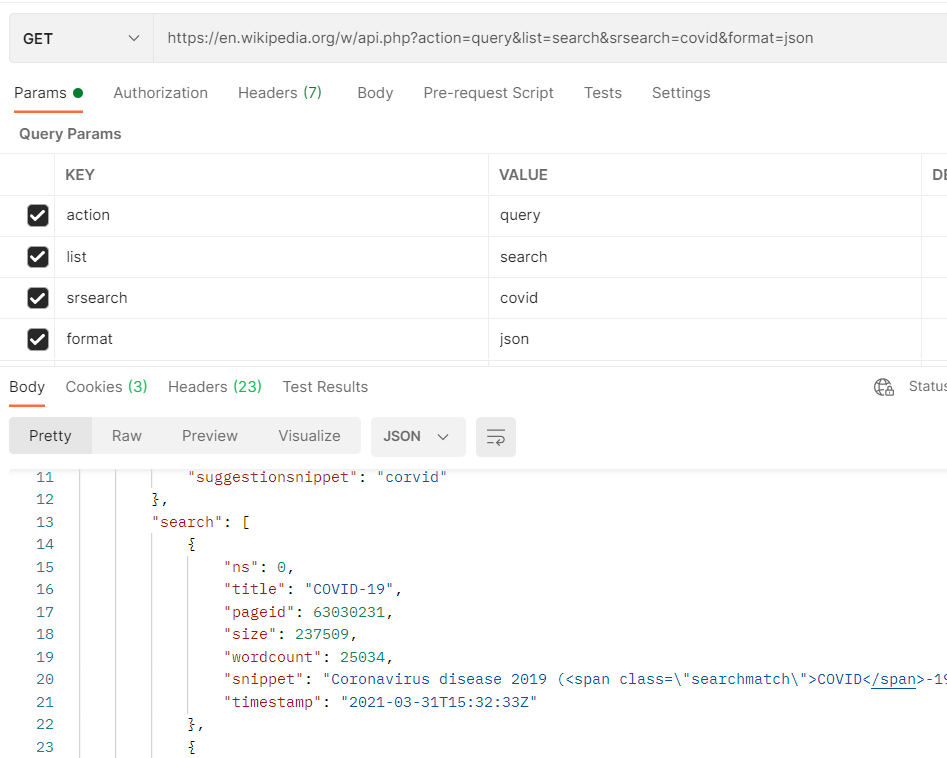 GET https://en.wikipedia.org/w/api.php?action=query&list=search&srsearch=covid&format=json
Params Authorization Headers (7) Body Pre-request Script Tests Settings
Query Params
KEY VALUE DE
action query
list search
srsearch covid
format json
Body Cookies (3) Headers (23) Test Results Status
Pretty Raw Preview Visualize JSON
11 "suggestionsnippet": "corvid"
12 },
13 "search": [
14 {
15 "ns": 0,
16 "title": "COVID-19",
17 "pageid": 63030231,
18 "size": 237509,
19 "wordcount": 25034,
20 "snippet": "Coronavirus disease 2019 (<span class=\"searchmatch\">COVID</span>-19
21 "timestamp": "2021-03-31T15:32:33Z"
22 },
23 {